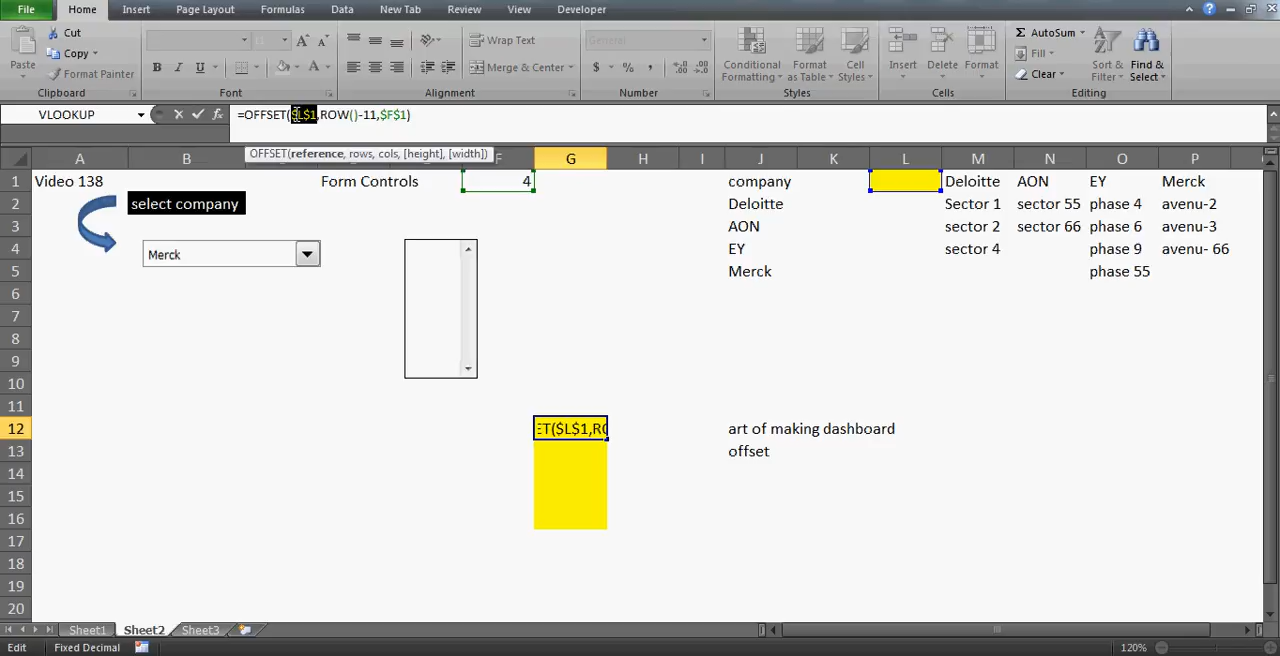 File Home Insert Page Layout Formulas Data New Tab Review View Developer
Paste
Cut
Copy
Format Painter
Clipboard
B I U
A A
Font
Wrap Text
Merge & Center
Alignment
General
$ % ,
Number
Conditional Formatting
Format as Table
Cell Styles
Styles
Insert Delete Format
Cells
Σ AutoSum
Fill
Clear
Sort & Filter
Find & Select
Editing
VLOOKUP fx =OFFSET($L$1,ROW()-11,$F$1)
OFFSET(reference, rows, cols, [height], [width])
A B F G H I J K L M N O P
1 Video 138 Form Controls 4 company Deloitte AON EY Merck
2 select company Deloitte Sector 1 sector 55 phase 4 avenu-2
3 AON sector 2 sector 66 phase 6 avenu-3
4 Merck EY sector 4 phase 9 avenu- 66
5 Merck phase 55
6
7
8
9
10
11
12 ET($L$1,RO art of making dashboard
13 offset
14
15
16
17
18
19
20
Sheet1 Sheet2 Sheet3
Edit Fixed Decimal 120%